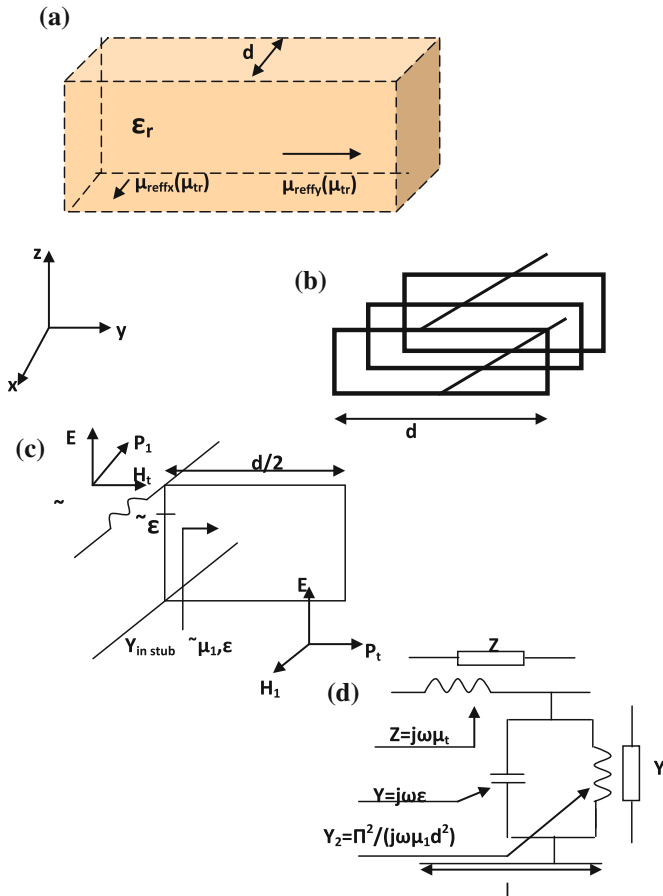 (a)
d
εr
μreffx(μtr)
μreffy(μtr)
z
y
x
(b)
d
(c)
E
P1
Ht
d/2
~
~ε
E
Yin stub
~μ1,ε
Pt
H1
(d)
Z
Z=jωμt
Y=jωε
Y
Y2=Π²/(jωμ1d²)
l